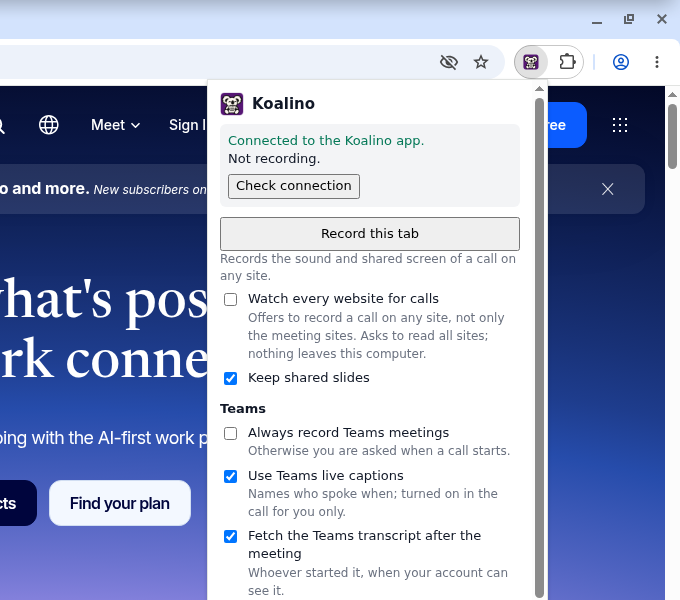 Koalino
Connected to the Koalino app.
Not recording.
Check connection
Record this tab
Records the sound and shared screen of a call on
any site.
Watch every website for calls
Offers to record a call on any site, not only
the meeting sites. Asks to read all sites;
nothing leaves this computer.
Keep shared slides
Teams
Always record Teams meetings
Otherwise you are asked when a call starts.
Use Teams live captions
Names who spoke when; turned on in the
call for you only.
Fetch the Teams transcript after the
meeting
Whoever started it, when your account can
see it.
Meet
Sign I
ree
o and more. New subscribers on
hat's pos
rk conne
ing with the AI-first work p
cts
Find your plan